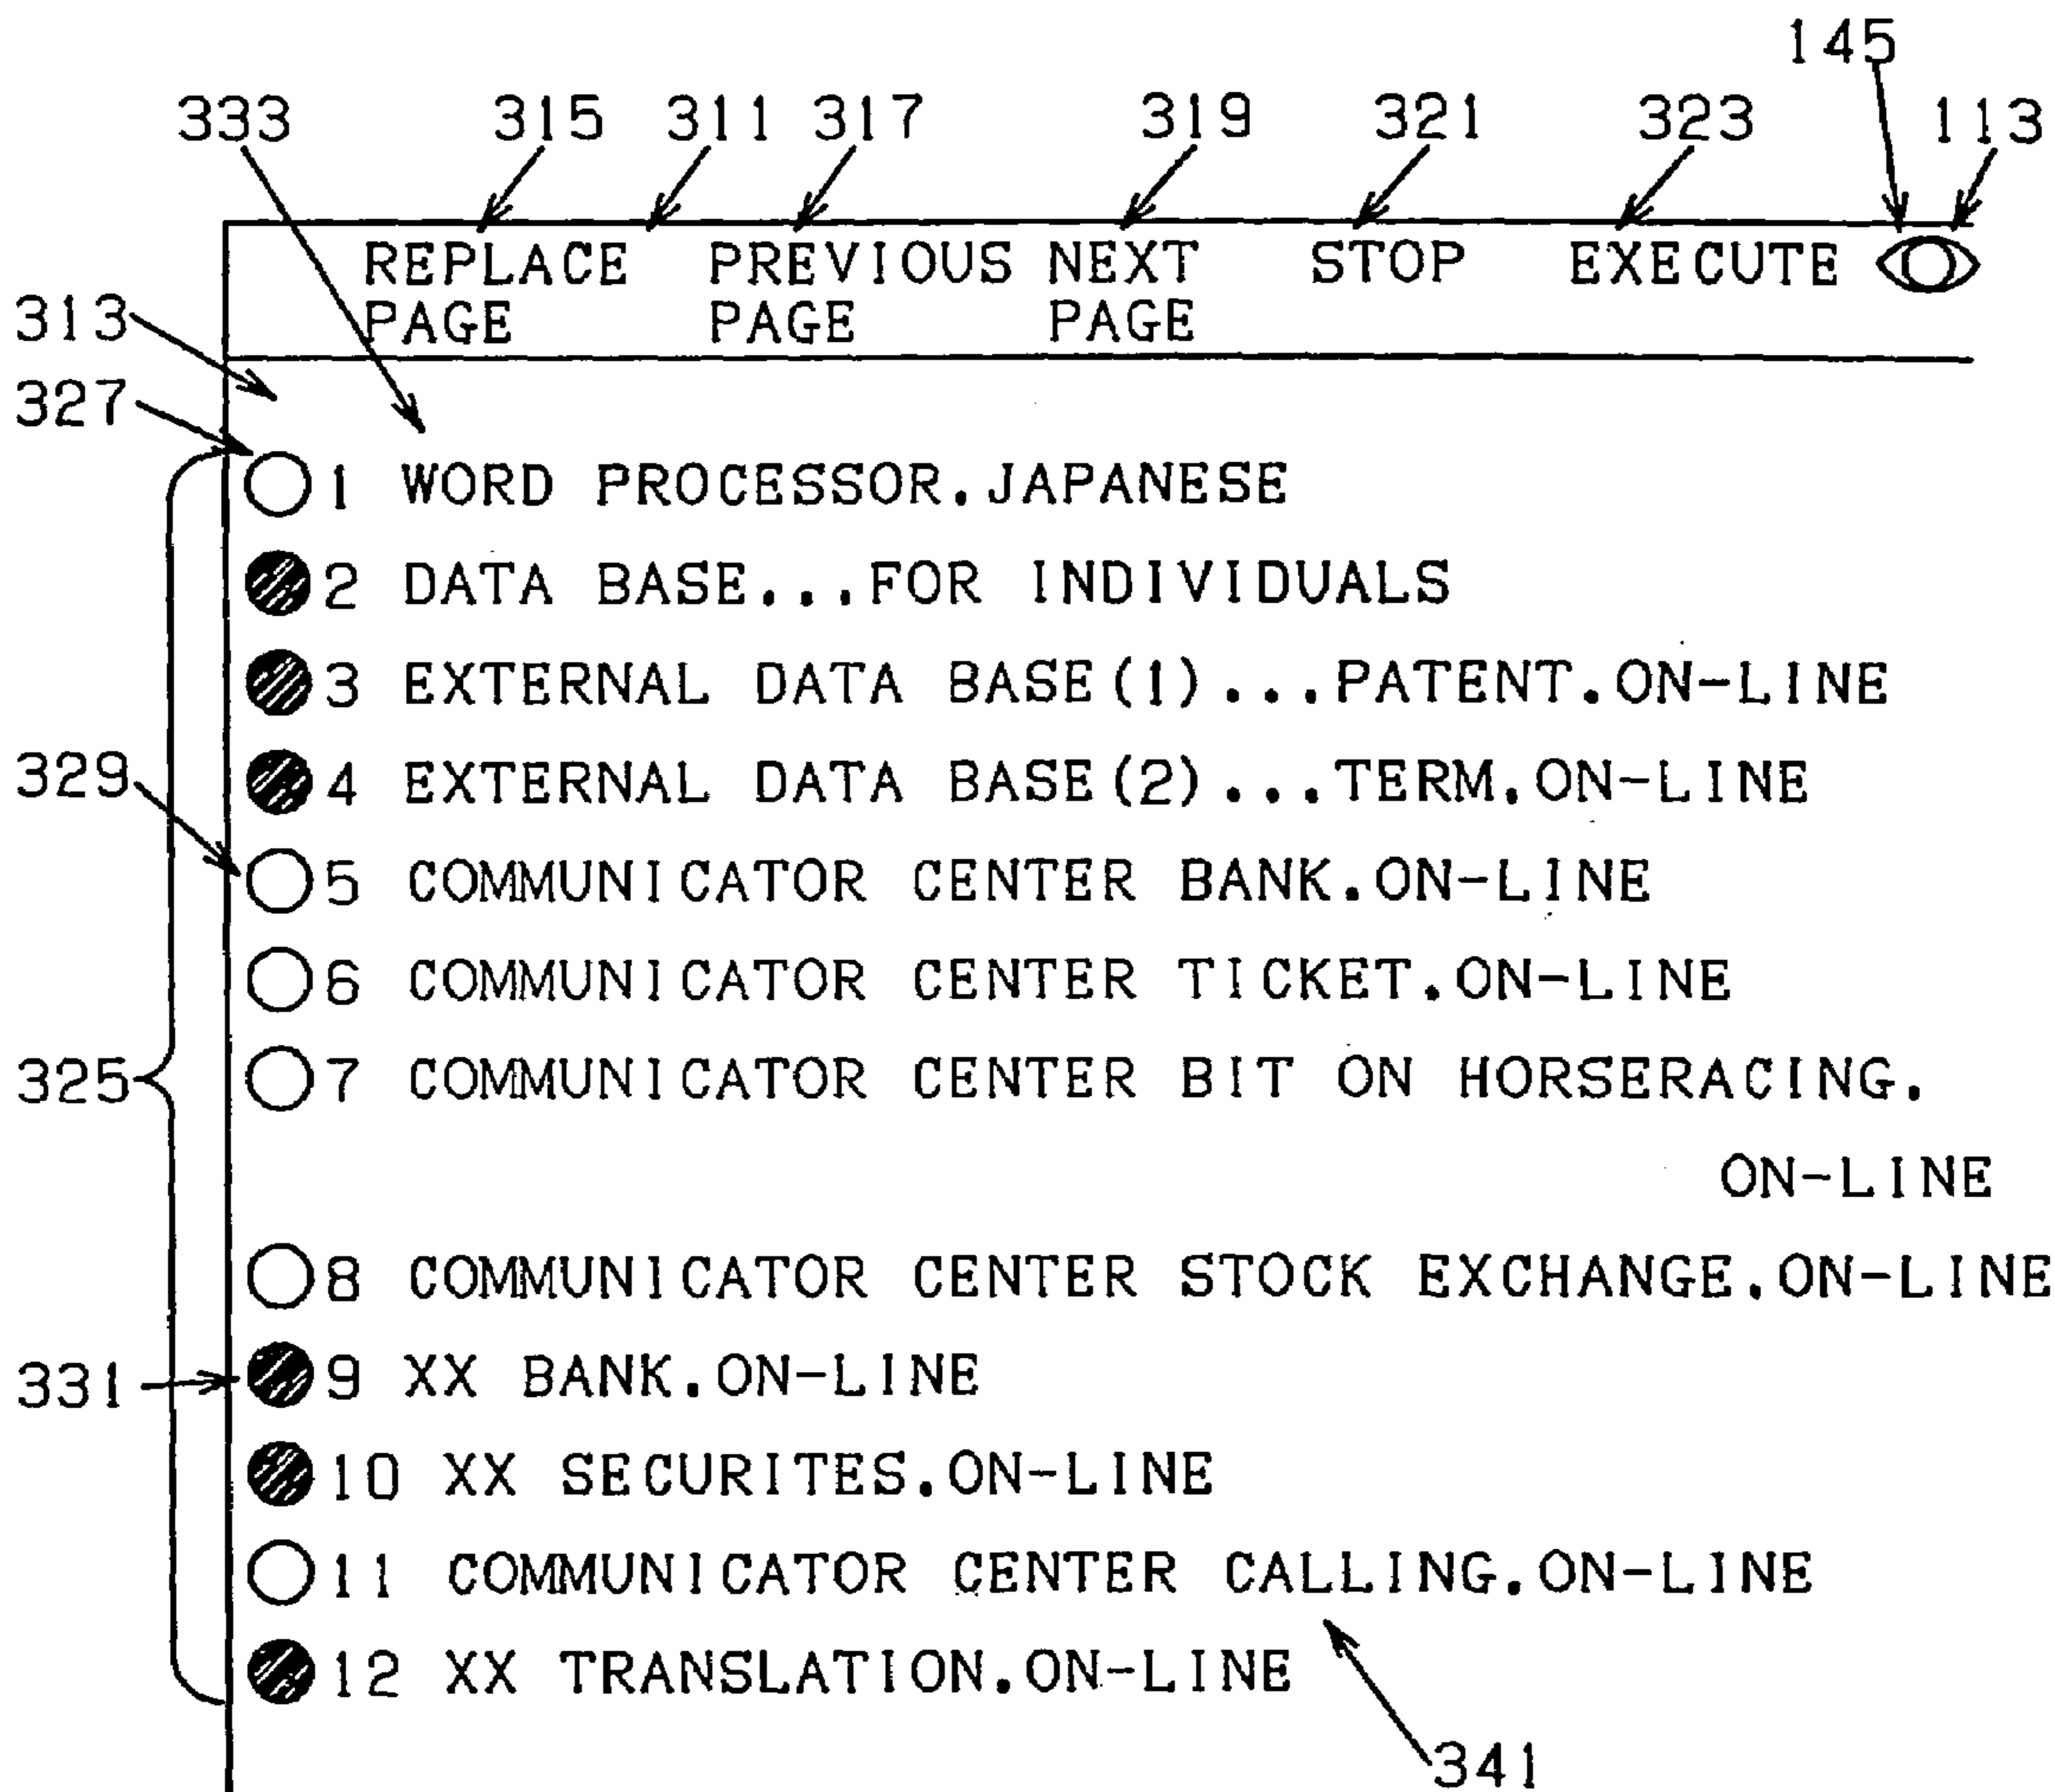 145
333 315 311 317 319 321 323 113
REPLACE PREVIOUS NEXT STOP EXECUTE
PAGE PAGE PAGE
313
327
1 WORD PROCESSOR.JAPANESE
2 DATA BASE...FOR INDIVIDUALS
3 EXTERNAL DATA BASE(1)...PATENT.ON-LINE
329
4 EXTERNAL DATA BASE(2)...TERM.ON-LINE
5 COMMUNICATOR CENTER BANK.ON-LINE
6 COMMUNICATOR CENTER TICKET.ON-LINE
325
7 COMMUNICATOR CENTER BIT ON HORSERACING.
ON-LINE
8 COMMUNICATOR CENTER STOCK EXCHANGE.ON-LINE
331
9 XX BANK.ON-LINE
10 XX SECURITES.ON-LINE
11 COMMUNICATOR CENTER CALLING.ON-LINE
12 XX TRANSLATION.ON-LINE
341